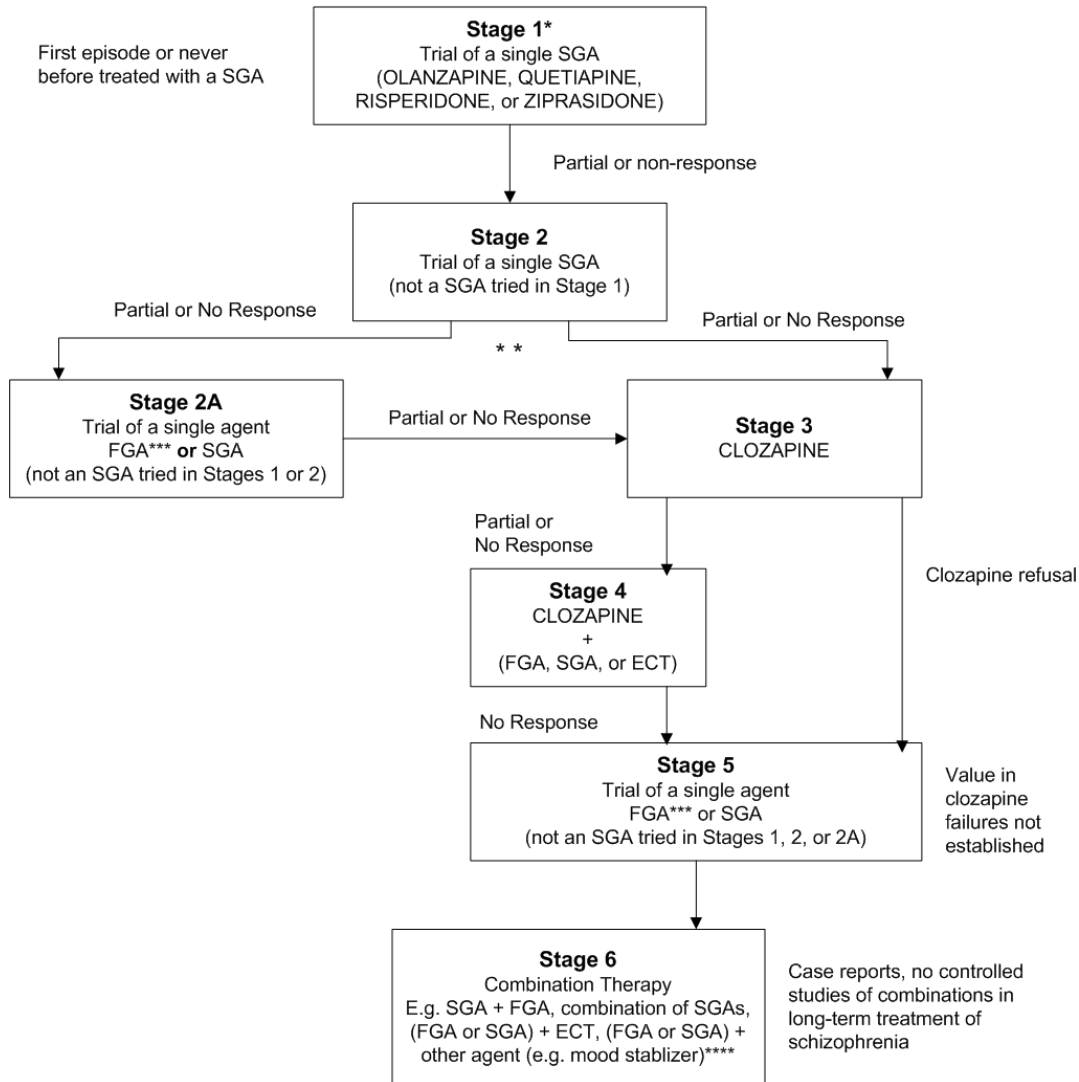 First episode or never
before treated with a SGA
Stage 1*
Trial of a single SGA
(OLANZAPINE, QUETIAPINE,
RISPERIDONE, or ZIPRASIDONE)
Partial or non-response
Stage 2
Trial of a single SGA
(not a SGA tried in Stage 1)
Partial or No Response
Partial or No Response
* *
Stage 2A
Trial of a single agent
FGA*** or SGA
(not an SGA tried in Stages 1 or 2)
Partial or No Response
Stage 3
CLOZAPINE
Partial or
No Response
Clozapine refusal
Stage 4
CLOZAPINE
+
(FGA, SGA, or ECT)
No Response
Stage 5
Trial of a single agent
FGA*** or SGA
(not an SGA tried in Stages 1, 2, or 2A)
Value in
clozapine
failures not
established
Stage 6
Combination Therapy
E.g. SGA + FGA, combination of SGAs,
(FGA or SGA) + ECT, (FGA or SGA) +
other agent (e.g. mood stablizer)****
Case reports, no controlled
studies of combinations in
long-term treatment of
schizophrenia